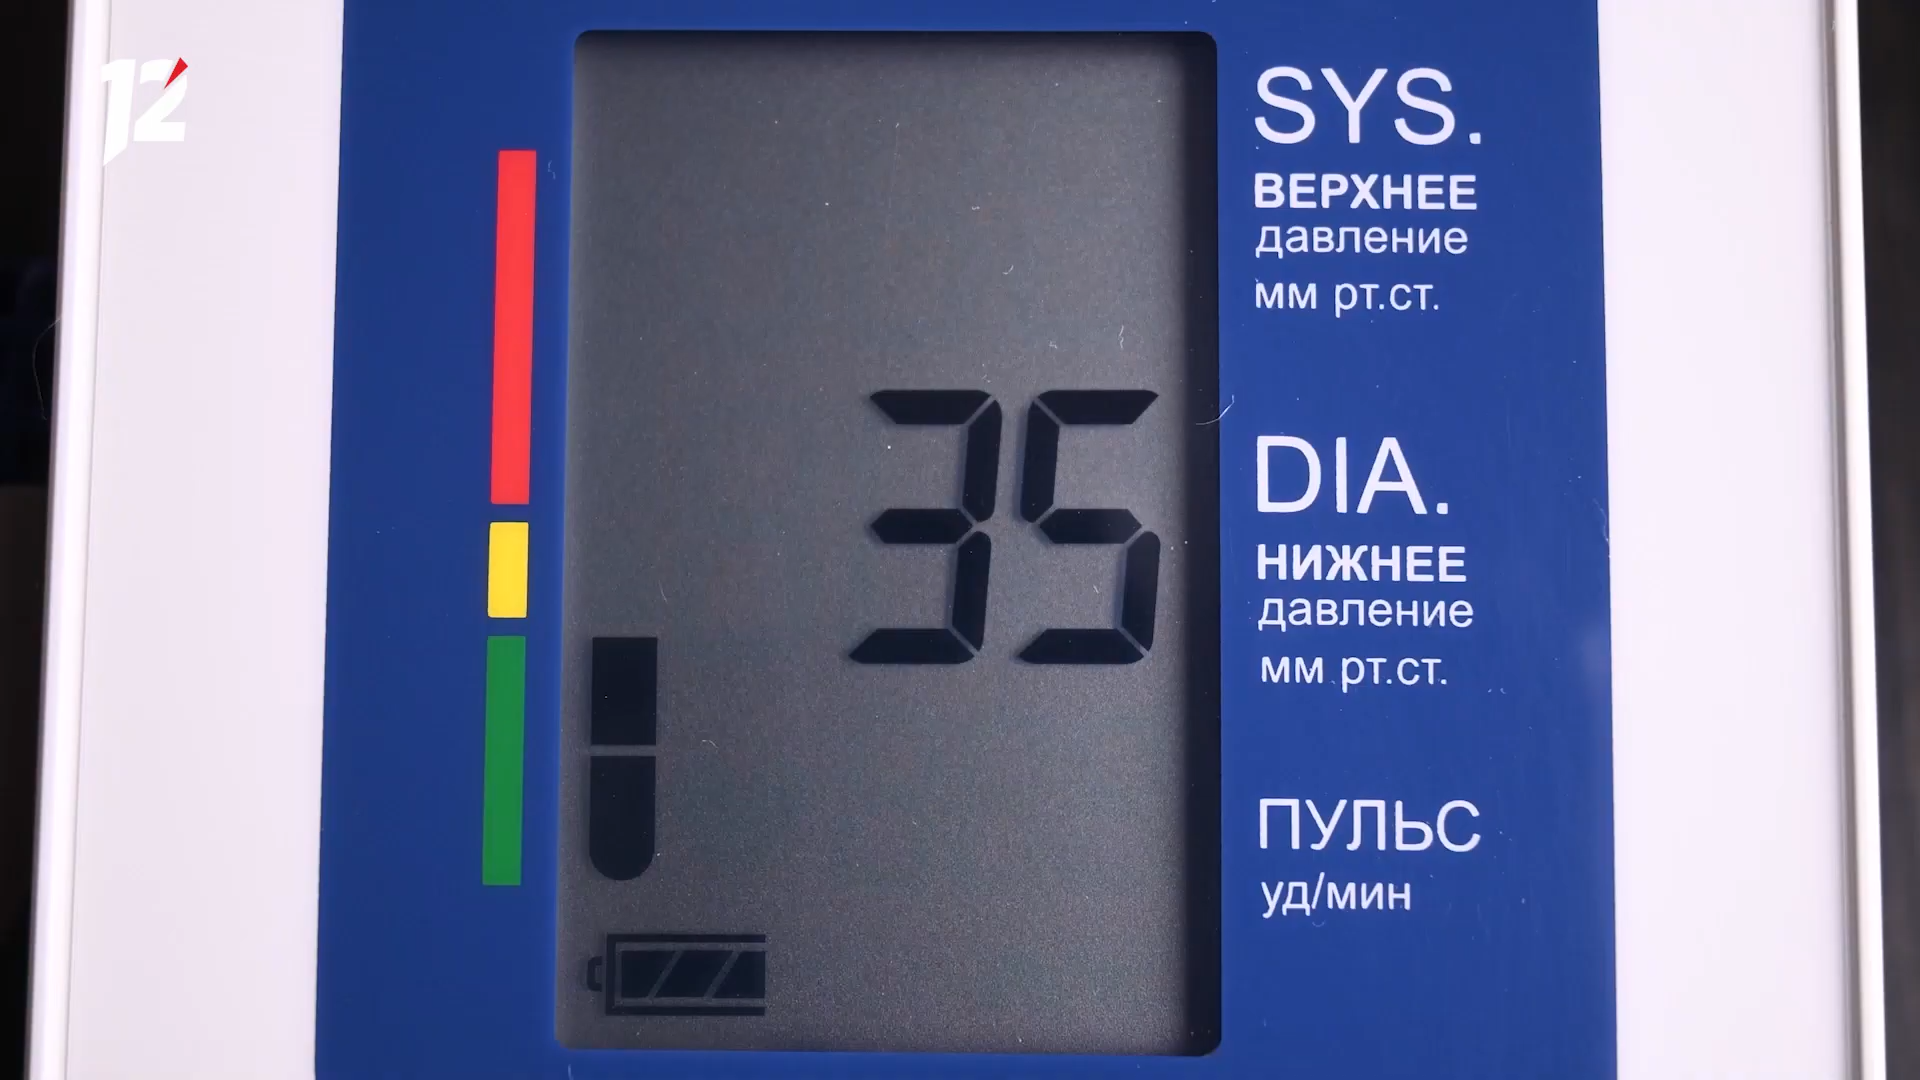 12
SYS.
ВЕРХНЕЕ
давление
мм рт.ст.
35
DIA.
НИЖНЕЕ
давление
мм рт.ст.
ПУЛЬС
уд/мин